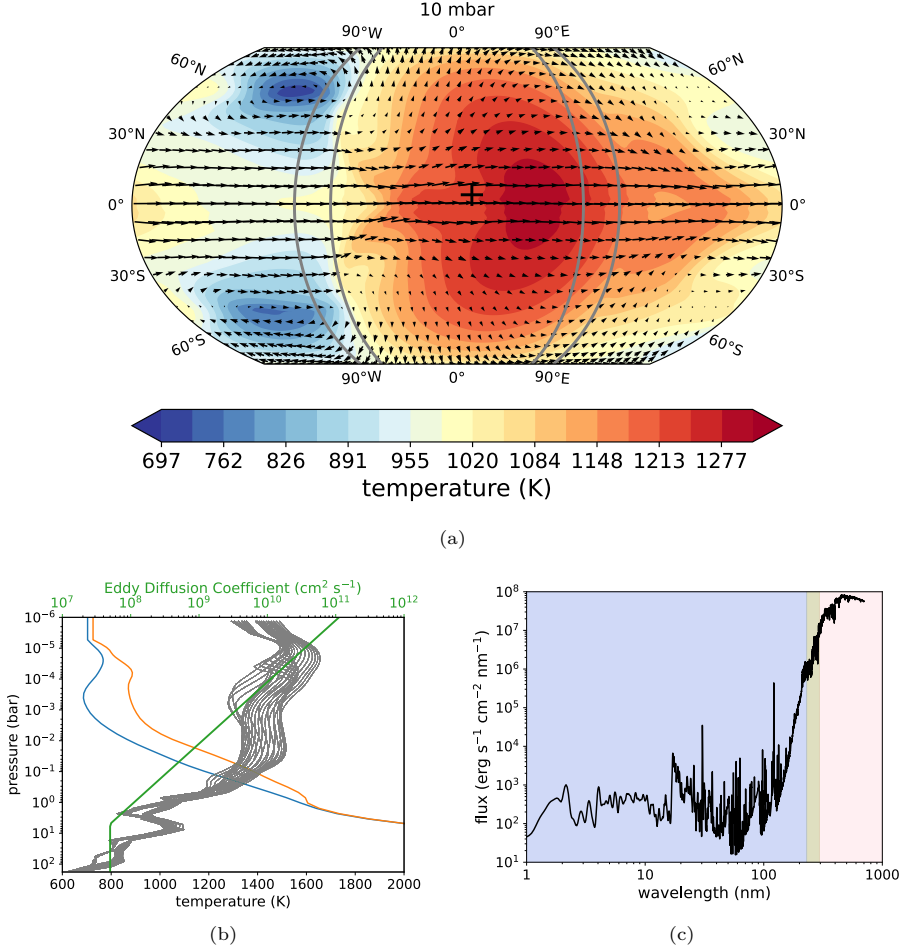 10 mbar
90°W 0° 90°E
60°N 60°N
30°N 30°N
0° 0°
30°S 30°S
60°S 60°S
90°W 0° 90°E
697 762 826 891 955 1020 1084 1148 1213 1277
temperature (K)
(a)
Eddy Diffusion Coefficient (cm² s⁻¹)
10⁷ 10⁸ 10⁹ 10¹⁰ 10¹¹ 10¹²
10⁻⁶
10⁻⁵
10⁻⁴
10⁻³
10⁻²
10⁻¹
10⁰
10¹
10²
pressure (bar)
600 800 1000 1200 1400 1600 1800 2000
temperature (K)
(b)
10⁸
10⁷
10⁶
10⁵
10⁴
10³
10²
10¹
flux (erg s⁻¹ cm⁻² nm⁻¹)
1 10 100 1000
wavelength (nm)
(c)